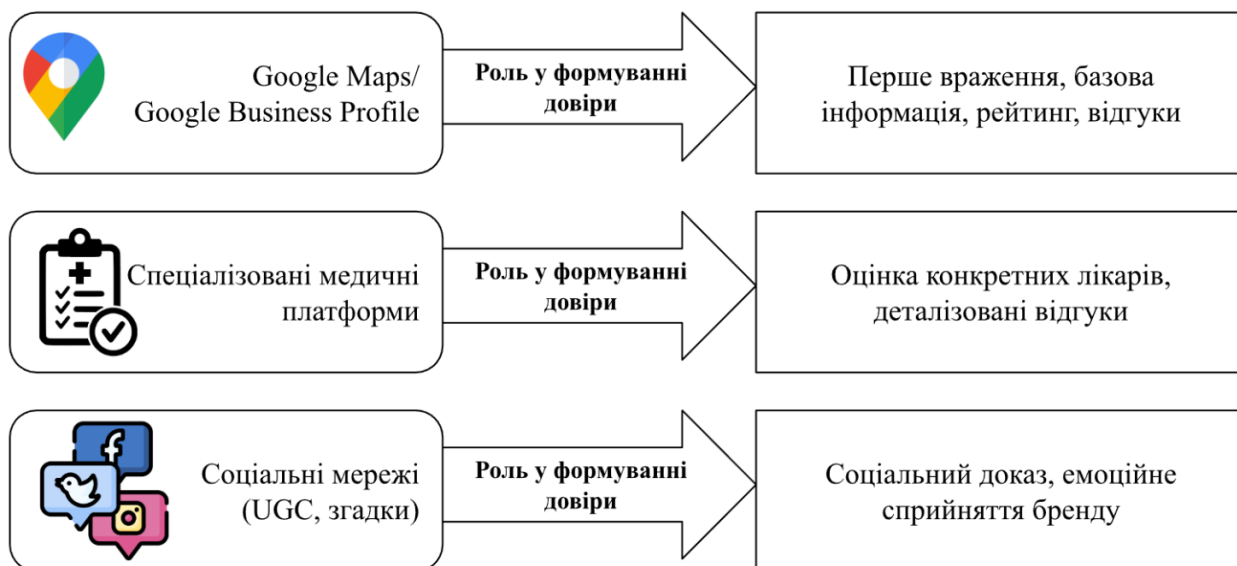 Google Maps/
Google Business Profile
Роль у формуванні
довіри
Перше враження, базова
інформація, рейтинг, відгуки
Спеціалізовані медичні
платформи
Роль у формуванні
довіри
Оцінка конкретних лікарів,
деталізовані відгуки
Соціальні мережі
(UGC, згадки)
Роль у формуванні
довіри
Соціальний доказ, емоційне
сприйняття бренду